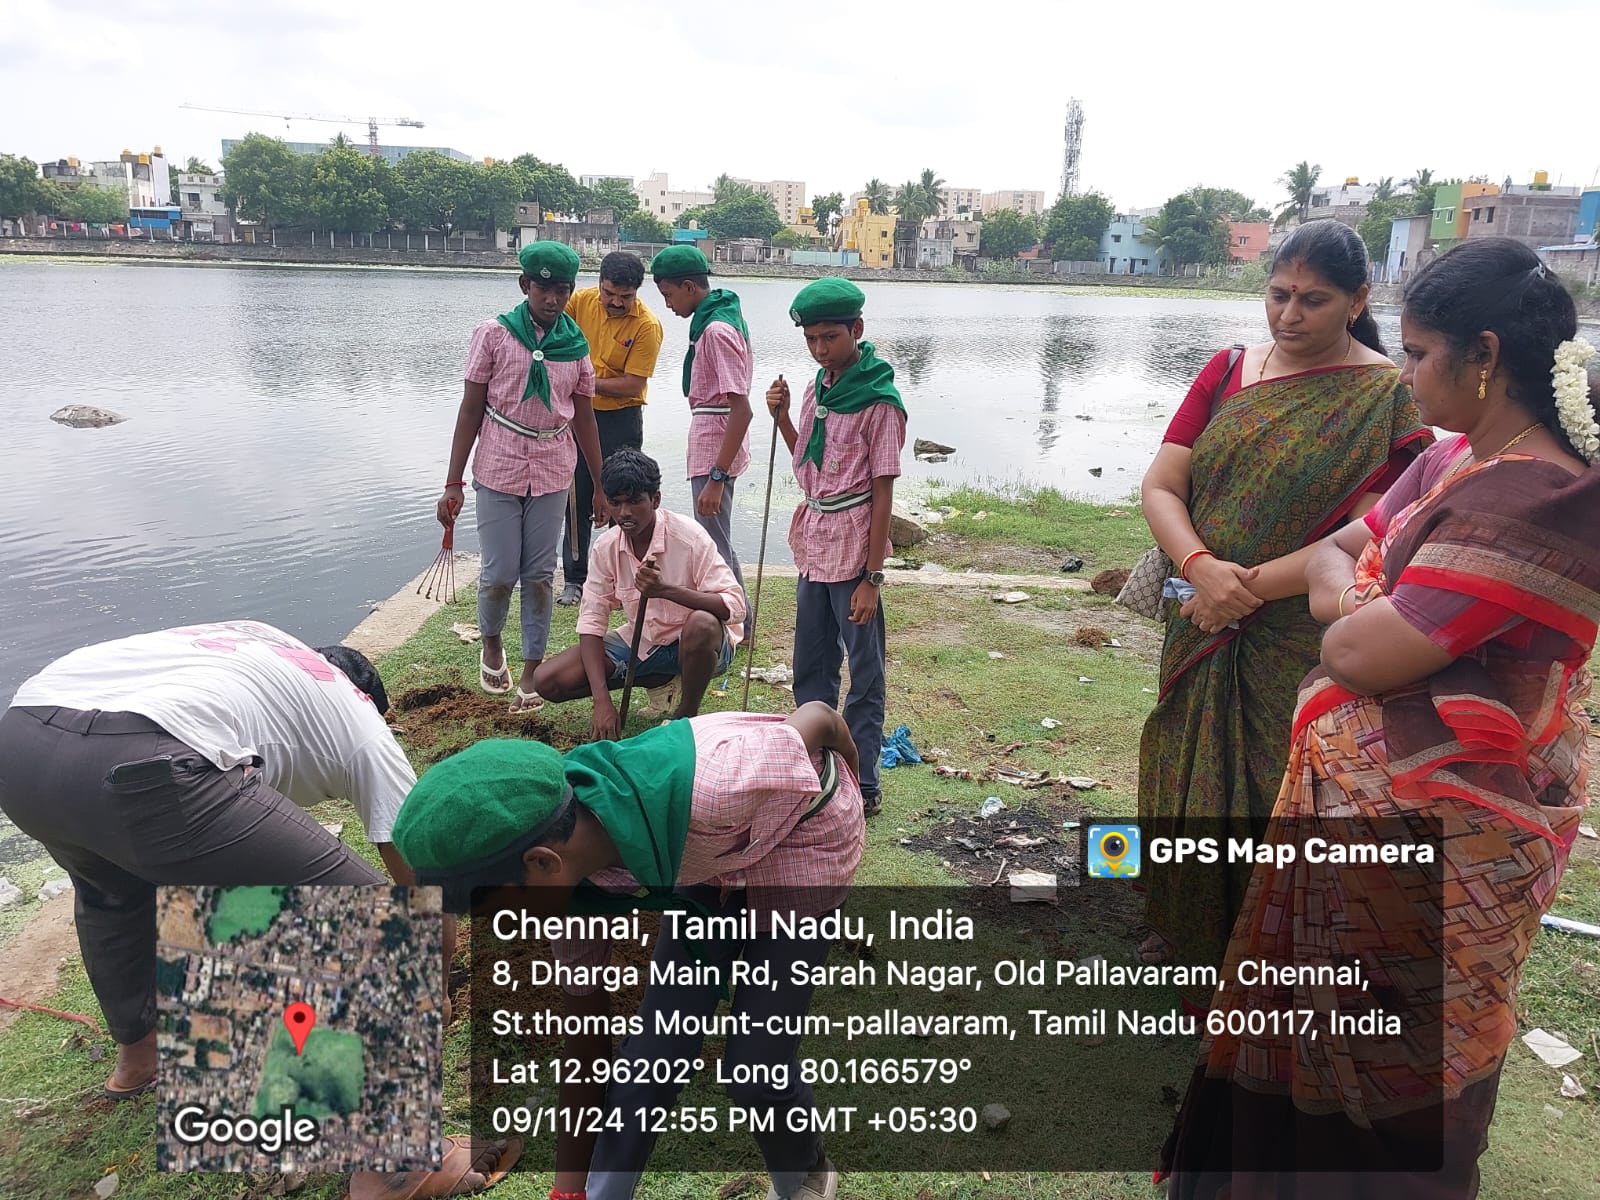 GPS Map Camera
Chennai, Tamil Nadu, India
8, Dharga Main Rd, Sarah Nagar, Old Pallavaram, Chennai,
St.thomas Mount-cum-pallavaram, Tamil Nadu 600117, India
Lat 12.96202° Long 80.166579°
09/11/24 12:55 PM GMT +05:30
Google